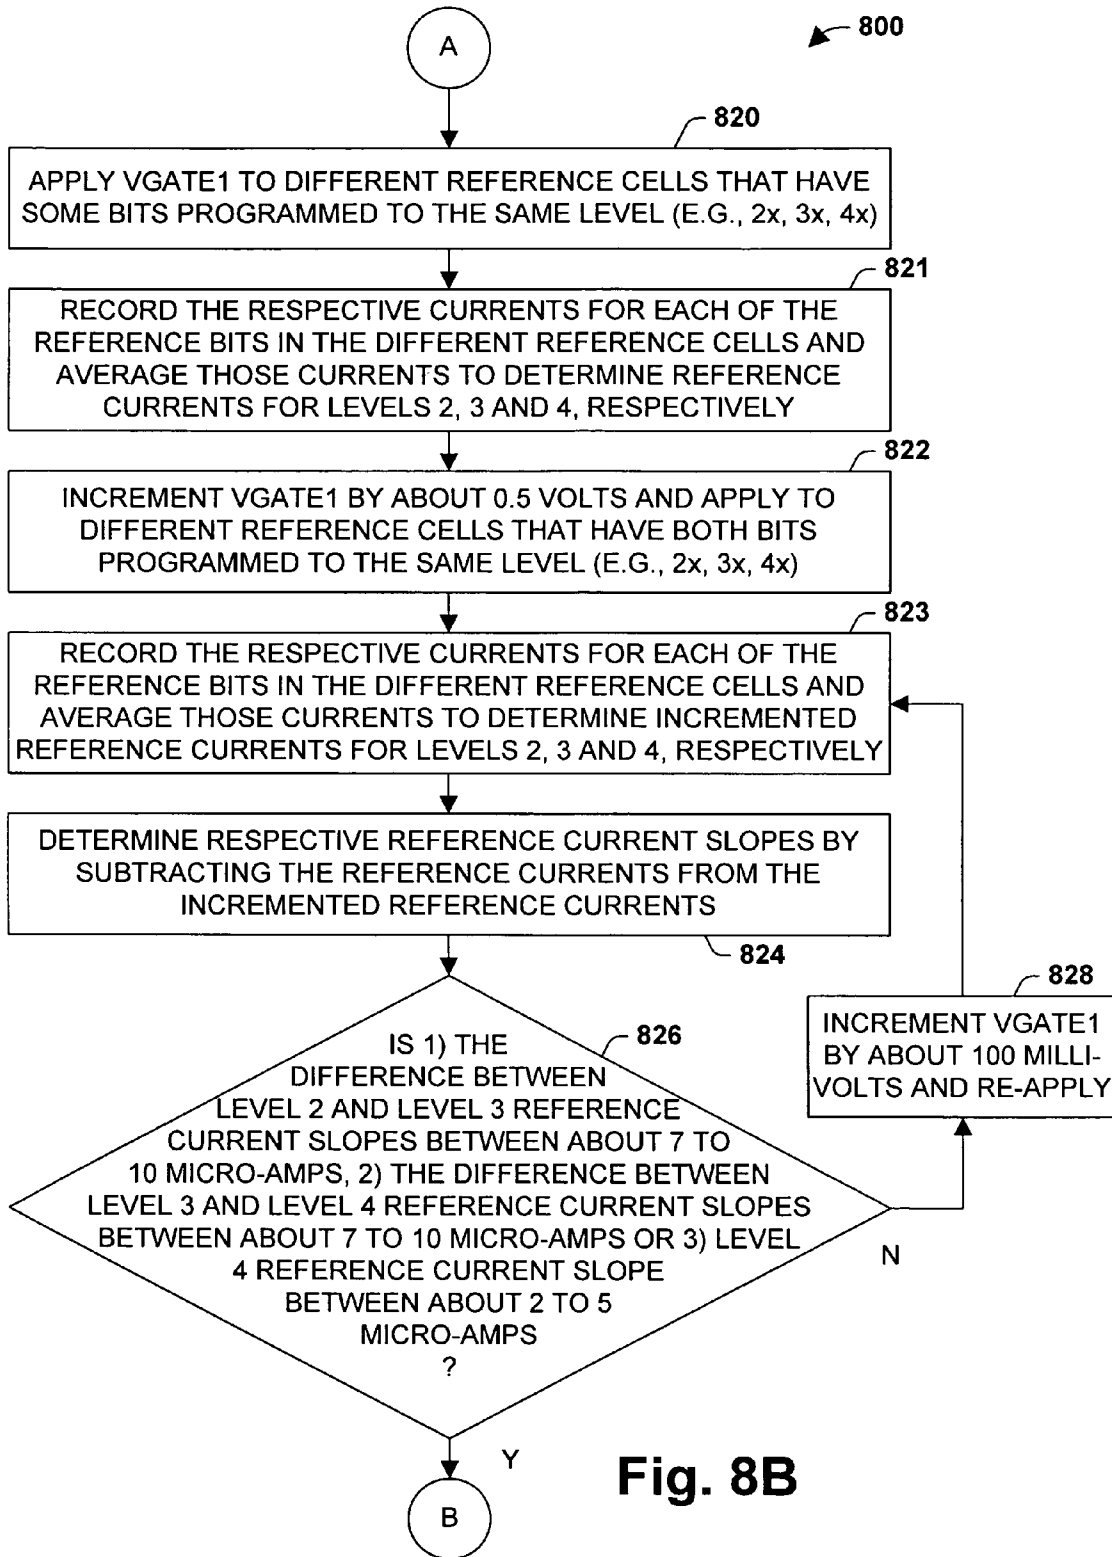 A
800
820
APPLY VGATE1 TO DIFFERENT REFERENCE CELLS THAT HAVE
SOME BITS PROGRAMMED TO THE SAME LEVEL (E.G., 2x, 3x, 4x)
821
RECORD THE RESPECTIVE CURRENTS FOR EACH OF THE
REFERENCE BITS IN THE DIFFERENT REFERENCE CELLS AND
AVERAGE THOSE CURRENTS TO DETERMINE REFERENCE
CURRENTS FOR LEVELS 2, 3 AND 4, RESPECTIVELY
822
INCREMENT VGATE1 BY ABOUT 0.5 VOLTS AND APPLY TO
DIFFERENT REFERENCE CELLS THAT HAVE BOTH BITS
PROGRAMMED TO THE SAME LEVEL (E.G., 2x, 3x, 4x)
823
RECORD THE RESPECTIVE CURRENTS FOR EACH OF THE
REFERENCE BITS IN THE DIFFERENT REFERENCE CELLS AND
AVERAGE THOSE CURRENTS TO DETERMINE INCREMENTED
REFERENCE CURRENTS FOR LEVELS 2, 3 AND 4, RESPECTIVELY
DETERMINE RESPECTIVE REFERENCE CURRENT SLOPES BY
SUBTRACTING THE REFERENCE CURRENTS FROM THE
INCREMENTED REFERENCE CURRENTS
824
826
IS 1) THE
DIFFERENCE BETWEEN
LEVEL 2 AND LEVEL 3 REFERENCE
CURRENT SLOPES BETWEEN ABOUT 7 TO
10 MICRO-AMPS, 2) THE DIFFERENCE BETWEEN
LEVEL 3 AND LEVEL 4 REFERENCE CURRENT SLOPES
BETWEEN ABOUT 7 TO 10 MICRO-AMPS OR 3) LEVEL
4 REFERENCE CURRENT SLOPE
BETWEEN ABOUT 2 TO 5
MICRO-AMPS
?
828
INCREMENT VGATE1
BY ABOUT 100 MILLI-
VOLTS AND RE-APPLY
N
Y
B
Fig. 8B